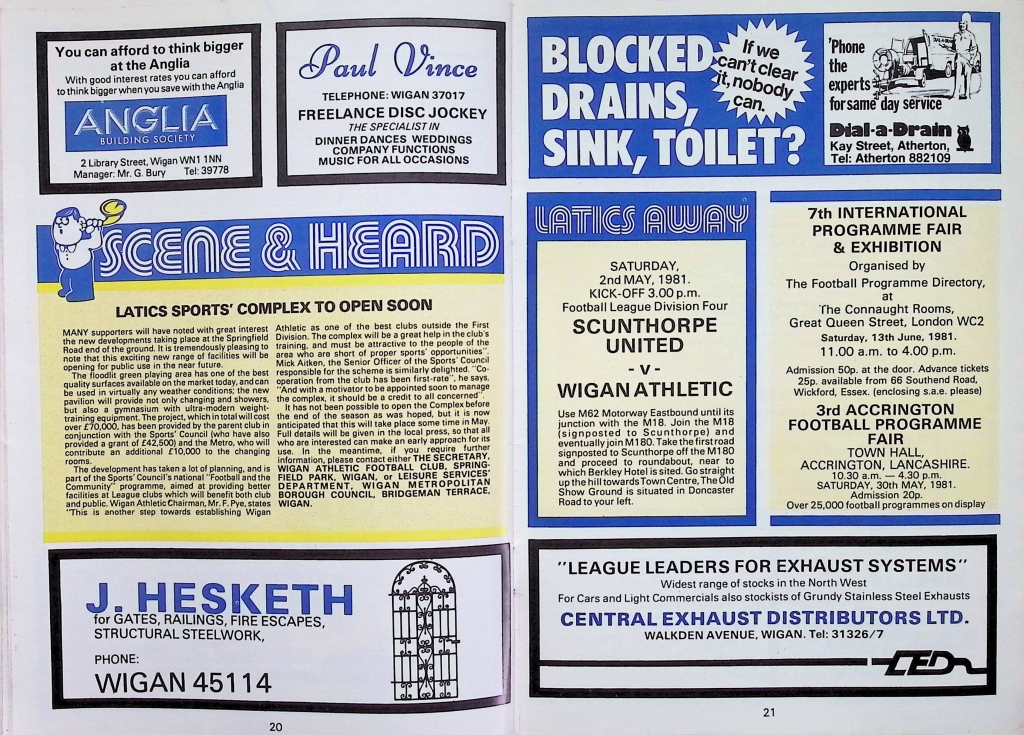 You can afford to think bigger
at the Anglia
With good interest rates you can afford
to think bigger when you save with the Anglia
ANGLIA
BUILDING SOCIETY
2 Library Street, Wigan WN1 1NN
Manager: Mr. G. Bury Tel: 39778
Paul Vince
TELEPHONE: WIGAN 37017
FREELANCE DISC JOCKEY
THE SPECIALIST IN
DINNER DANCES WEDDINGS
COMPANY FUNCTIONS
MUSIC FOR ALL OCCASIONS
SCENE & HEARD
LATICS SPORTS' COMPLEX TO OPEN SOON
MANY supporters will have noted with great interest
the new developments taking place at the Springfield
Road end of the ground. It is tremendously pleasing to
note that this exciting new range of facilities will be
opening for public use in the near future.
The floodlit green playing area has one of the best
quality surfaces available on the market today, and can
be used in virtually any weather conditions; the new
pavilion will provide not only changing and showers,
but also a gymnasium with ultra-modern weight-
training equipment. The project, which in total will cost
over £70,000, has been provided by the parent club in
conjunction with the Sports' Council (who have also
provided a grant of £42,500) and the Metro, who will
contribute an additional £10,000 to the changing
rooms.
The development has taken a lot of planning, and is
part of the Sports' Council's national "Football and the
Community" programme, aimed at providing better
facilities at League clubs which will benefit both club
and public. Wigan Athletic Chairman, Mr. F. Pye, states
"This is another step towards establishing Wigan
Athletic as one of the best clubs outside the First
Division. The complex will be a great help in the club's
training, and must be attractive to the people of the
area who are short of proper sports' opportunities".
Mick Aitken, the Senior Officer of the Sports' Council
responsible for the scheme is similarly delighted. "Co-
operation from the club has been first-rate", he says,
"And with a motivator to be appointed soon to manage
the complex, it should be a credit to all concerned".
It has not been possible to open the Complex before
the end of the season as was hoped, but it is now
anticipated that this will take place some time in May.
Full details will be given in the local press, so that all
who are interested can make an early approach for its
use. In the meantime, if you require further
information, please contact either THE SECRETARY,
WIGAN ATHLETIC FOOTBALL CLUB, SPRING-
FIELD PARK, WIGAN, or LEISURE SERVICES'
DEPARTMENT, WIGAN METROPOLITAN
BOROUGH COUNCIL, BRIDGEMAN TERRACE,
WIGAN.
J. HESKETH
for GATES, RAILINGS, FIRE ESCAPES,
STRUCTURAL STEELWORK,
PHONE:
WIGAN 45114
20
BLOCKED
DRAINS,
SINK, TOILET?
If we
can't clear
it, nobody
can.
'Phone
the
experts
for same day service
Dial-a-Drain
Kay Street, Atherton,
Tel: Atherton 882109
LATICS AWAY
SATURDAY,
2nd MAY, 1981.
KICK-OFF 3.00 p.m.
Football League Division Four
SCUNTHORPE
UNITED
- v -
WIGAN ATHLETIC
Use M62 Motorway Eastbound until its
junction with the M18. Join the M18
(signposted to Scunthorpe) and
eventually join M180. Take the first road
signposted to Scunthorpe off the M180
and proceed to roundabout, near to
which Berkley Hotel is sited. Go straight
up the hill towards Town Centre, The Old
Show Ground is situated in Doncaster
Road to your left.
7th INTERNATIONAL
PROGRAMME FAIR
& EXHIBITION
Organised by
The Football Programme Directory,
at
The Connaught Rooms,
Great Queen Street, London WC2
Saturday, 13th June, 1981.
11.00 a.m. to 4.00 p.m.
Admission 50p. at the door. Advance tickets
25p. available from 66 Southend Road,
Wickford, Essex. (enclosing s.a.e. please)
3rd ACCRINGTON
FOOTBALL PROGRAMME
FAIR
TOWN HALL,
ACCRINGTON, LANCASHIRE.
10.30 a.m. — 4.30 p.m.
SATURDAY, 30th MAY, 1981.
Admission 20p.
Over 25,000 football programmes on display
"LEAGUE LEADERS FOR EXHAUST SYSTEMS"
Widest range of stocks in the North West
For Cars and Light Commercials also stockists of Grundy Stainless Steel Exhausts
CENTRAL EXHAUST DISTRIBUTORS LTD.
WALKDEN AVENUE, WIGAN. Tel: 31326/7
CED
21